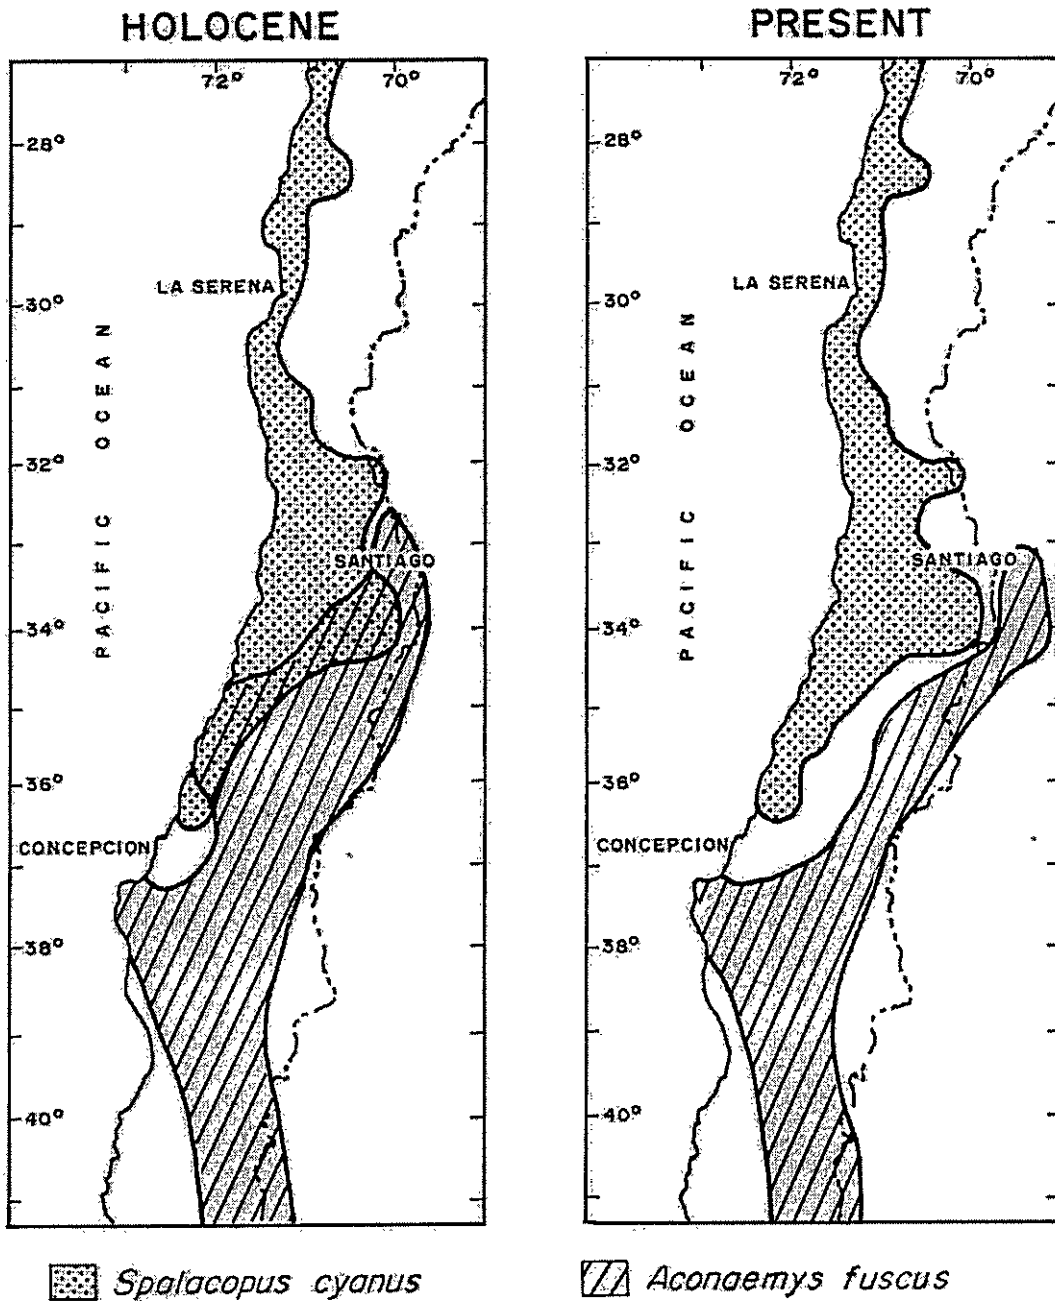 HOLOCENE
72° 70°
28°
LA SERENA
30°
PACIFIC OCEAN
32°
SANTIAGO
34°
36°
CONCEPCION
38°
40°
Spalacopus cyanus
PRESENT
72° 70°
28°
LA SERENA
30°
PACIFIC OCEAN
32°
SANTIAGO
34°
36°
CONCEPCION
38°
40°
Aconaemys fuscus